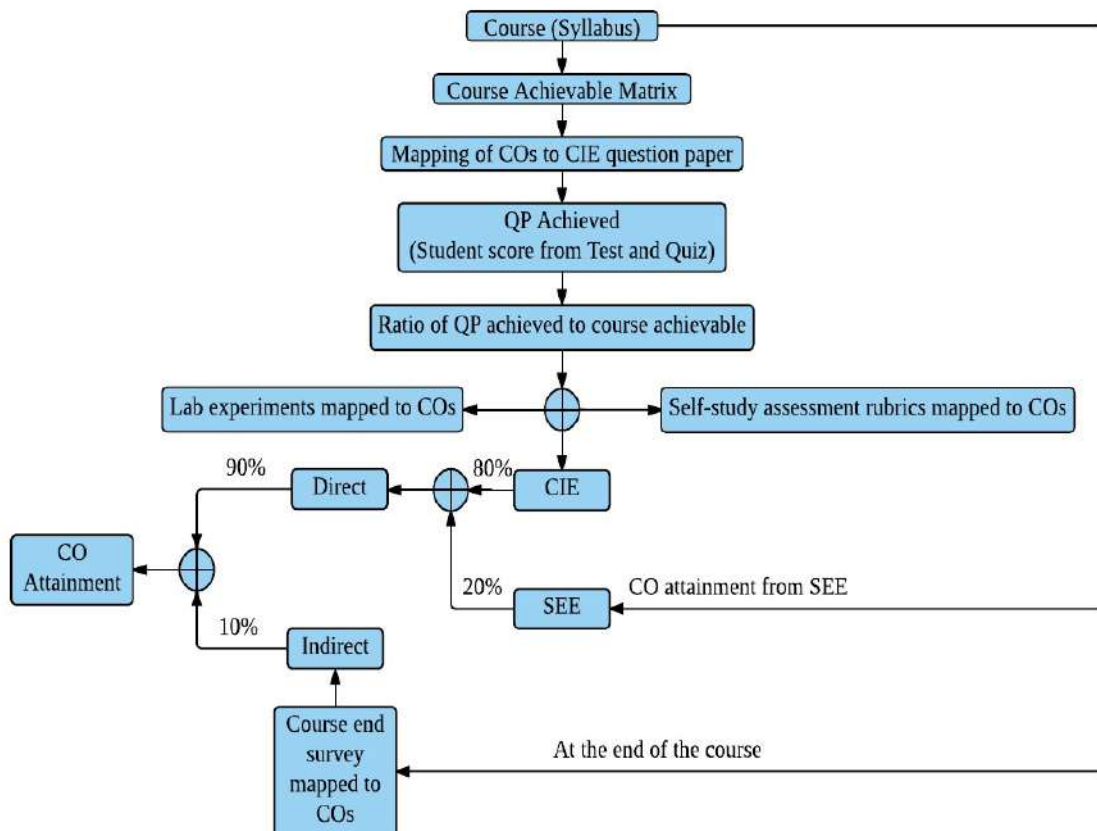 Course (Syllabus)
Course Achievable Matrix
Mapping of COs to CIE question paper
QP Achieved
(Student score from Test and Quiz)
Ratio of QP achieved to course achievable
Lab experiments mapped to COs
Self-study assessment rubrics mapped to COs
90%
Direct
80%
CIE
CO
Attainment
20%
SEE
CO attainment from SEE
10%
Indirect
Course end
survey
mapped to
COs
At the end of the course